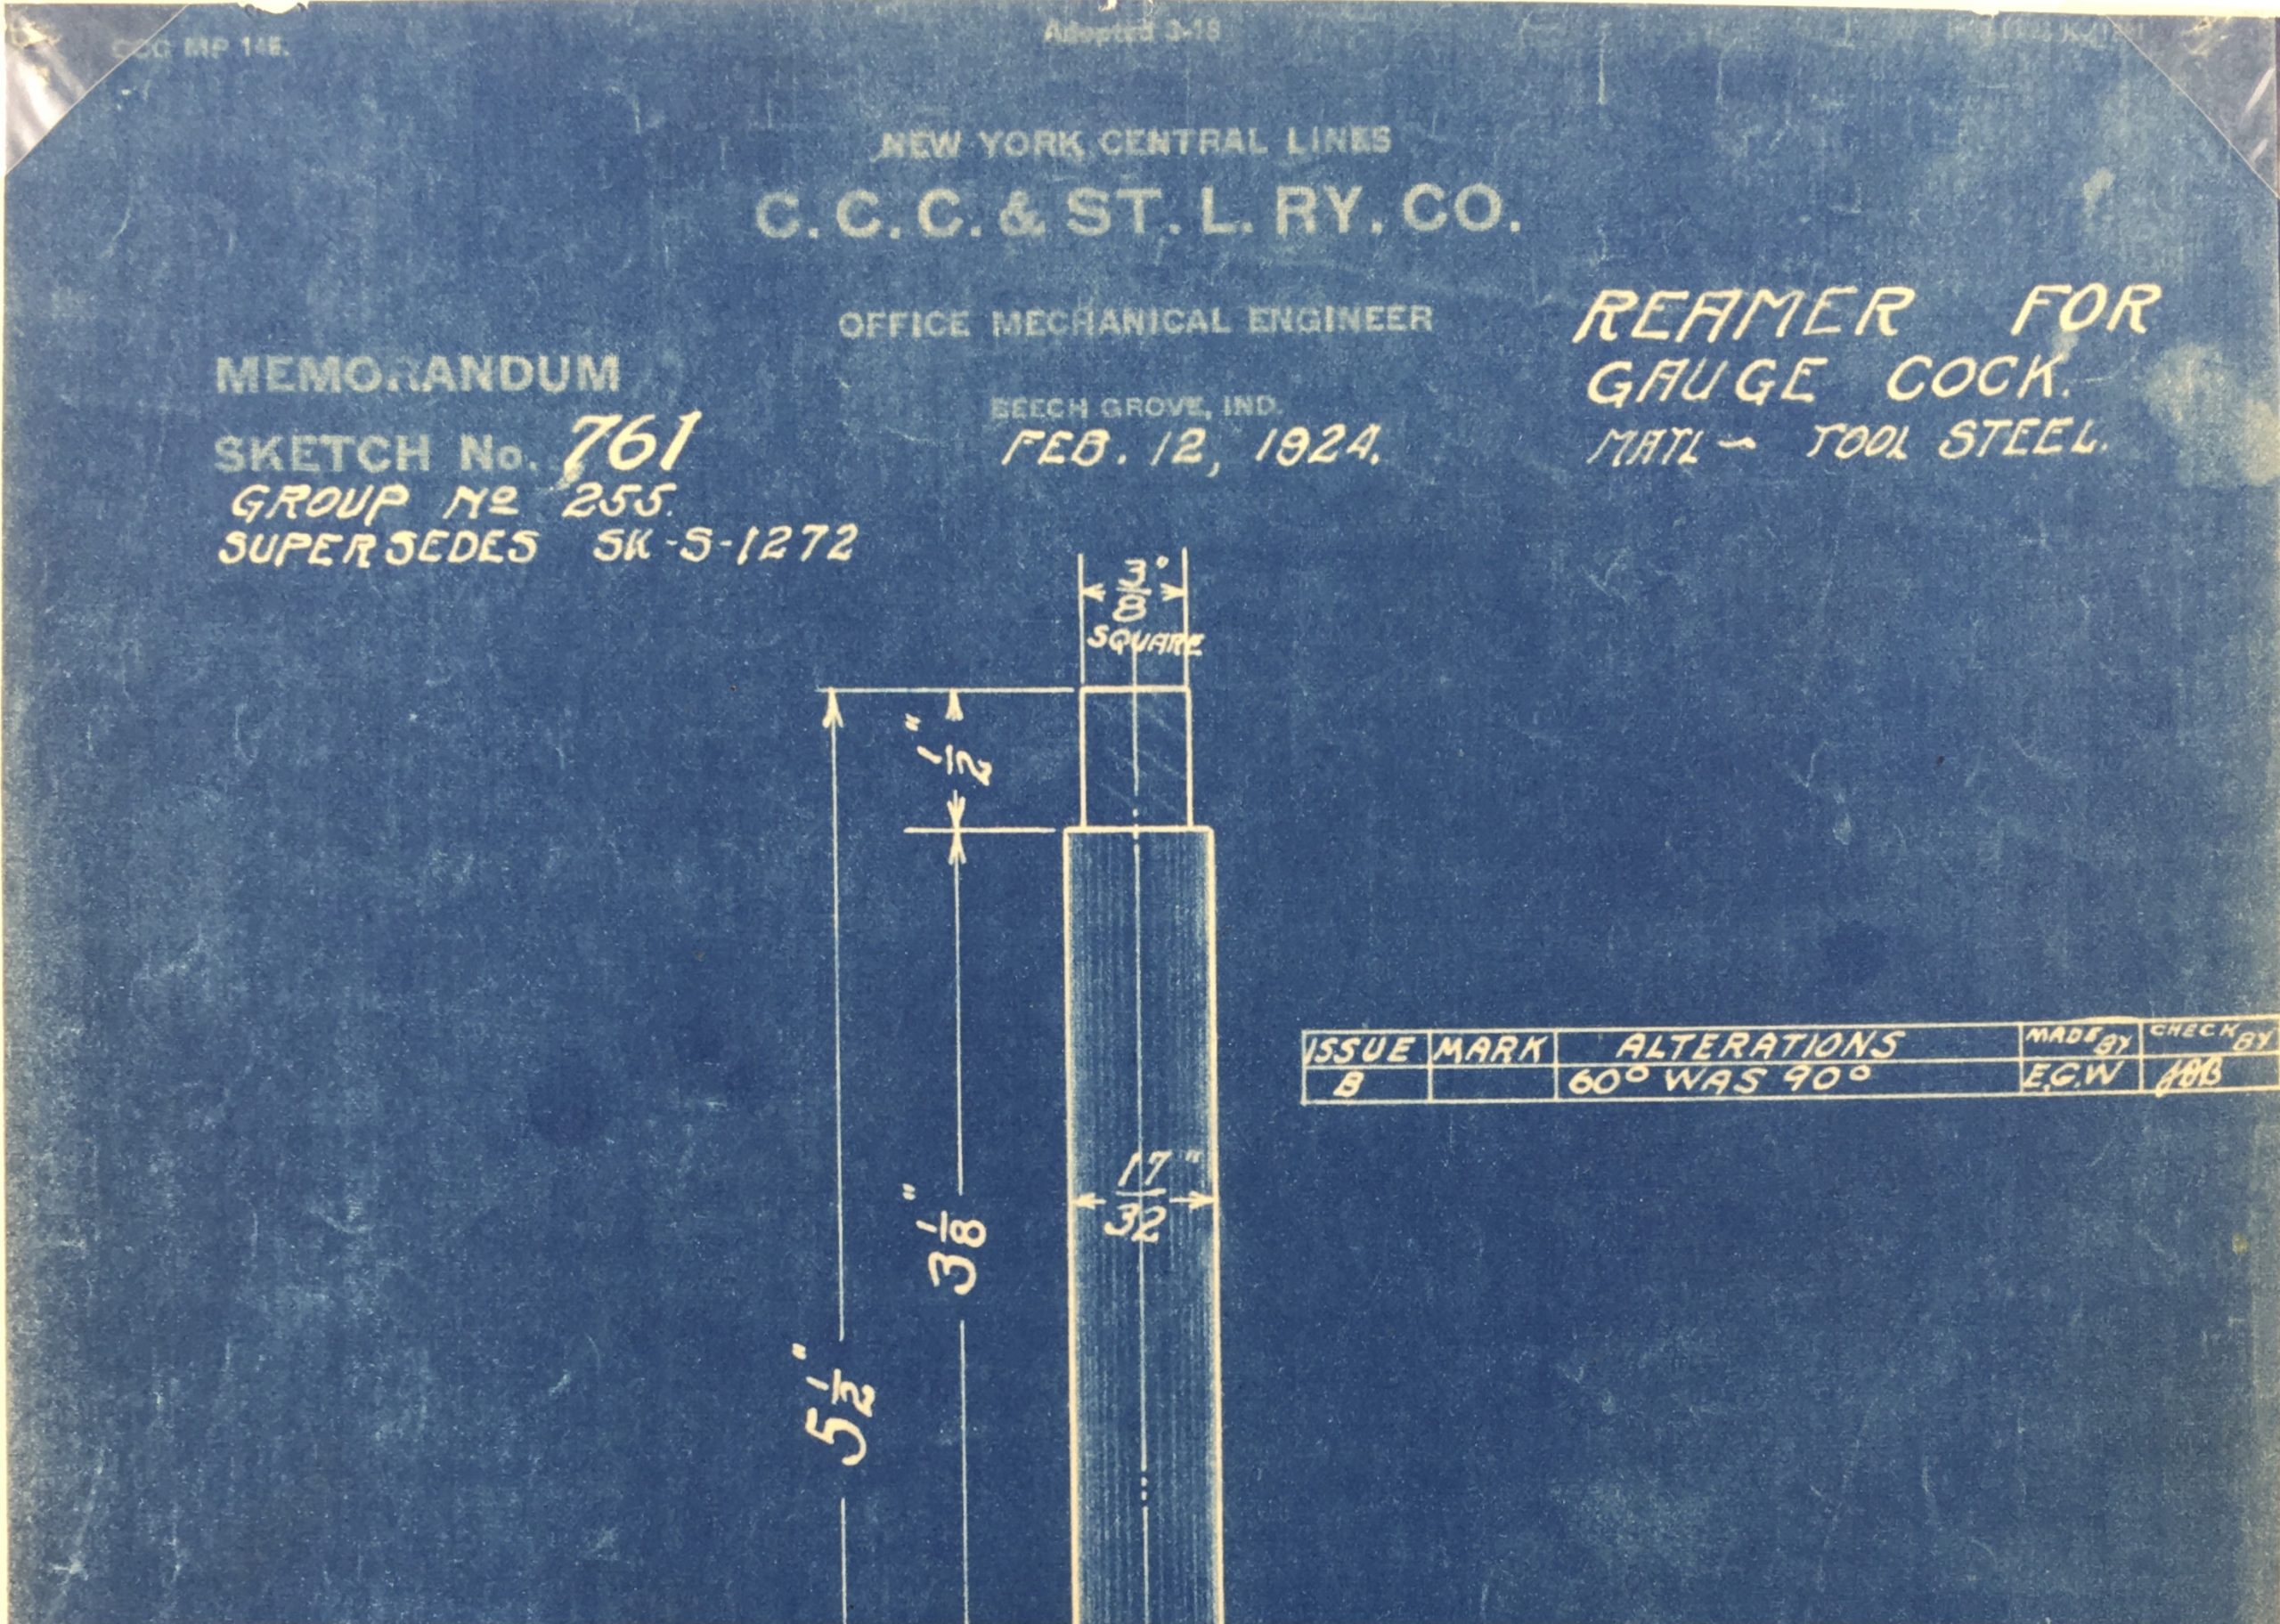 CCC MP 148.
Adopted 3-18
NEW YORK CENTRAL LINES
C. C. C. & ST. L. RY. CO.
OFFICE MECHANICAL ENGINEER
BEECH GROVE, IND.
FEB. 12, 1924.
MEMORANDUM
SKETCH No. 761
GROUP Nº 255.
SUPERSEDES SK-S-1272
REAMER FOR
GAUGE COCK.
MATL - TOOL STEEL.
3/8"
SQUARE
1/2"
3 1/8"
5 1/2"
17/32"
ISSUE MARK ALTERATIONS MADE BY CHECK BY
B 60° WAS 90° E.G.W